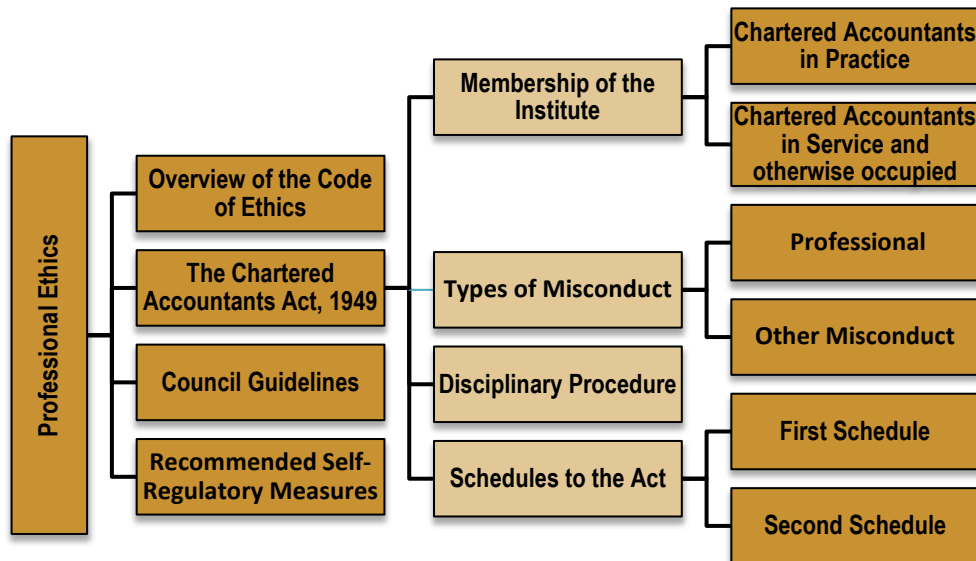 Professional Ethics
Overview of the Code
of Ethics
The Chartered
Accountants Act, 1949
Council Guidelines
Recommended Self-
Regulatory Measures
Membership of the
Institute
Types of Misconduct
Disciplinary Procedure
Schedules to the Act
Chartered Accountants
in Practice
Chartered Accountants
in Service and
otherwise occupied
Professional
Other Misconduct
First Schedule
Second Schedule